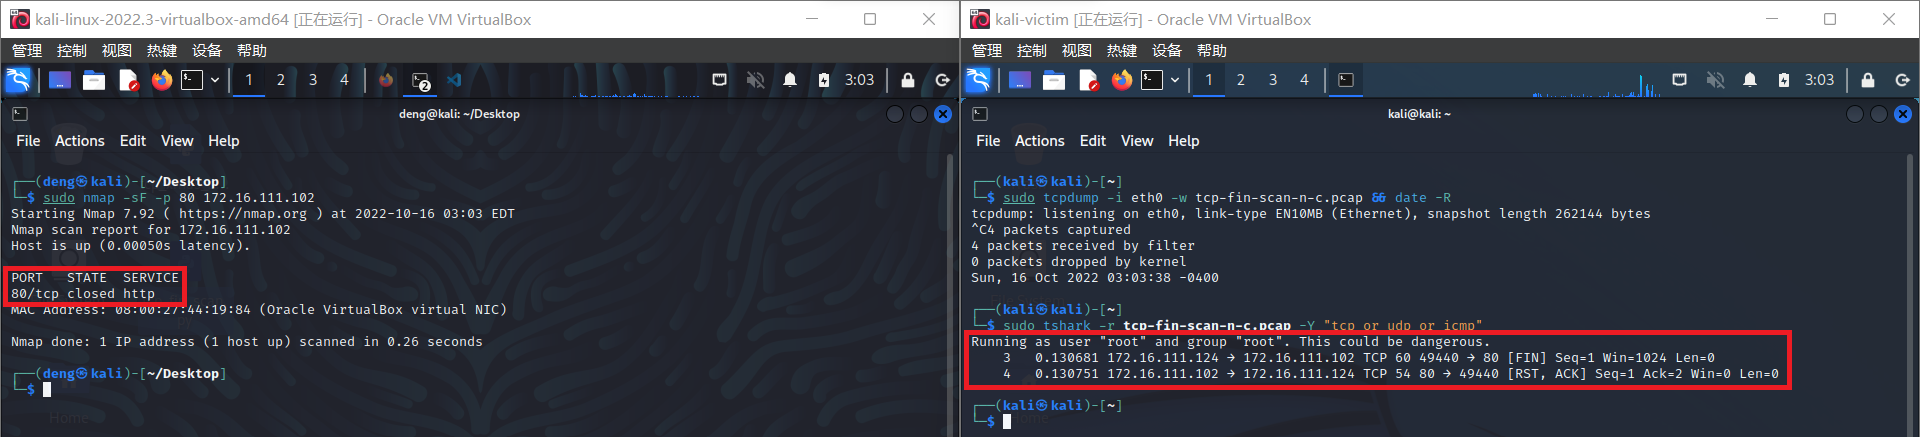 kali-linux-2022.3-virtualbox-amd64 [正在运行] - Oracle VM VirtualBox
管理 控制 视图 热键 设备 帮助
1 2 3 4 2 3:03
deng@kali: ~/Desktop
File Actions Edit View Help
┌──(deng㉿kali)-[~/Desktop]
└─$ sudo nmap -sF -p 80 172.16.111.102
Starting Nmap 7.92 ( https://nmap.org ) at 2022-10-16 03:03 EDT
Nmap scan report for 172.16.111.102
Host is up (0.00050s latency).
PORT   STATE  SERVICE
80/tcp closed http
MAC Address: 08:00:27:44:19:84 (Oracle VirtualBox virtual NIC)
Nmap done: 1 IP address (1 host up) scanned in 0.26 seconds
┌──(deng㉿kali)-[~/Desktop]
└─$
Home
kali-victim [正在运行] - Oracle VM VirtualBox
管理 控制 视图 热键 设备 帮助
1 2 3 4 3:03
kali@kali: ~
File Actions Edit View Help
┌──(kali㉿kali)-[~]
└─$ sudo tcpdump -i eth0 -w tcp-fin-scan-n-c.pcap && date -R
tcpdump: listening on eth0, link-type EN10MB (Ethernet), snapshot length 262144 bytes
^C4 packets captured
4 packets received by filter
0 packets dropped by kernel
Sun, 16 Oct 2022 03:03:38 -0400
┌──(kali㉿kali)-[~]
└─$ sudo tshark -r tcp-fin-scan-n-c.pcap -Y "tcp or udp or icmp"
Running as user "root" and group "root". This could be dangerous.
3   0.130681 172.16.111.124 → 172.16.111.102 TCP 60 49440 → 80 [FIN] Seq=1 Win=1024 Len=0
4   0.130751 172.16.111.102 → 172.16.111.124 TCP 54 80 → 49440 [RST, ACK] Seq=1 Ack=2 Win=0 Len=0
┌──(kali㉿kali)-[~]
└─$
Home